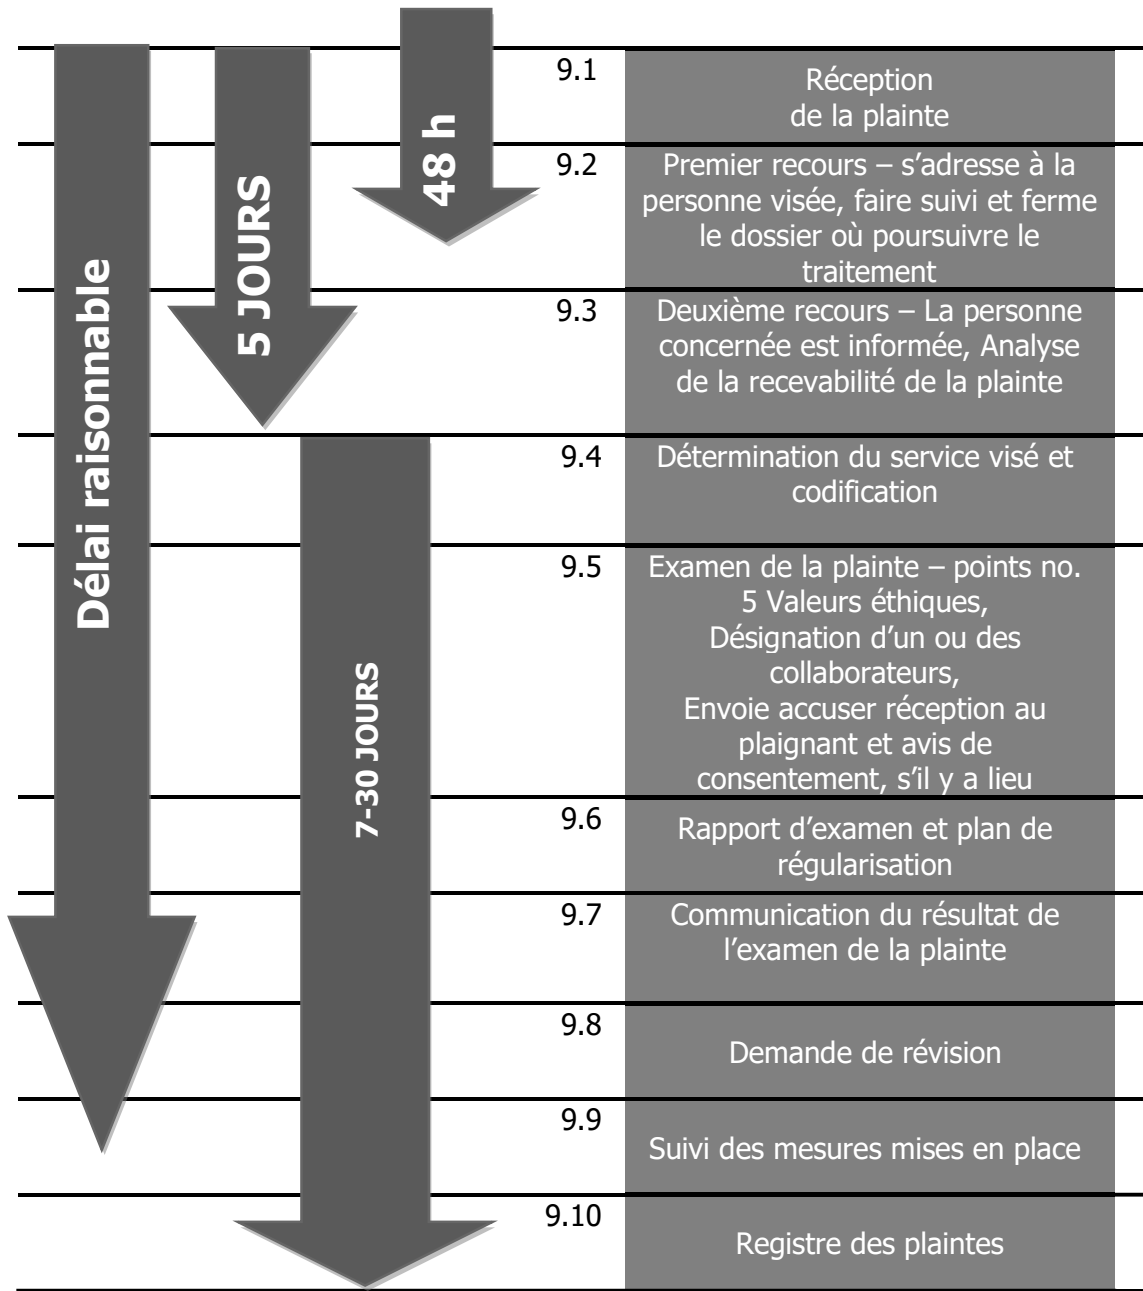 Délai raisonnable
5 JOURS
48 h
7-30 JOURS
9.1
Réception
de la plainte
9.2
Premier recours – s’adresse à la
personne visée, faire suivi et ferme
le dossier où poursuivre le
traitement
9.3
Deuxième recours – La personne
concernée est informée, Analyse
de la recevabilité de la plainte
9.4
Détermination du service visé et
codification
9.5
Examen de la plainte – points no.
5 Valeurs éthiques,
Désignation d’un ou des
collaborateurs,
Envoie accuser réception au
plaignant et avis de
consentement, s’il y a lieu
9.6
Rapport d’examen et plan de
régularisation
9.7
Communication du résultat de
l’examen de la plainte
9.8
Demande de révision
9.9
Suivi des mesures mises en place
9.10
Registre des plaintes